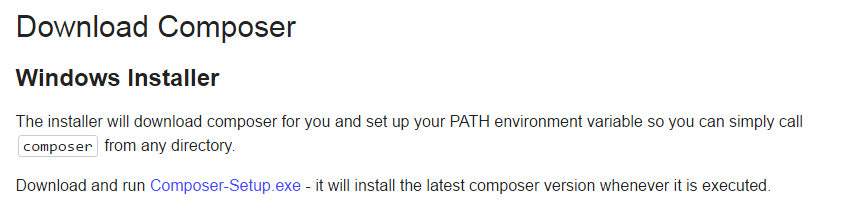 Download Composer
Windows Installer
The installer will download composer for you and set up your PATH environment variable so you can simply call
composer from any directory.
Download and run Composer-Setup.exe - it will install the latest composer version whenever it is executed.